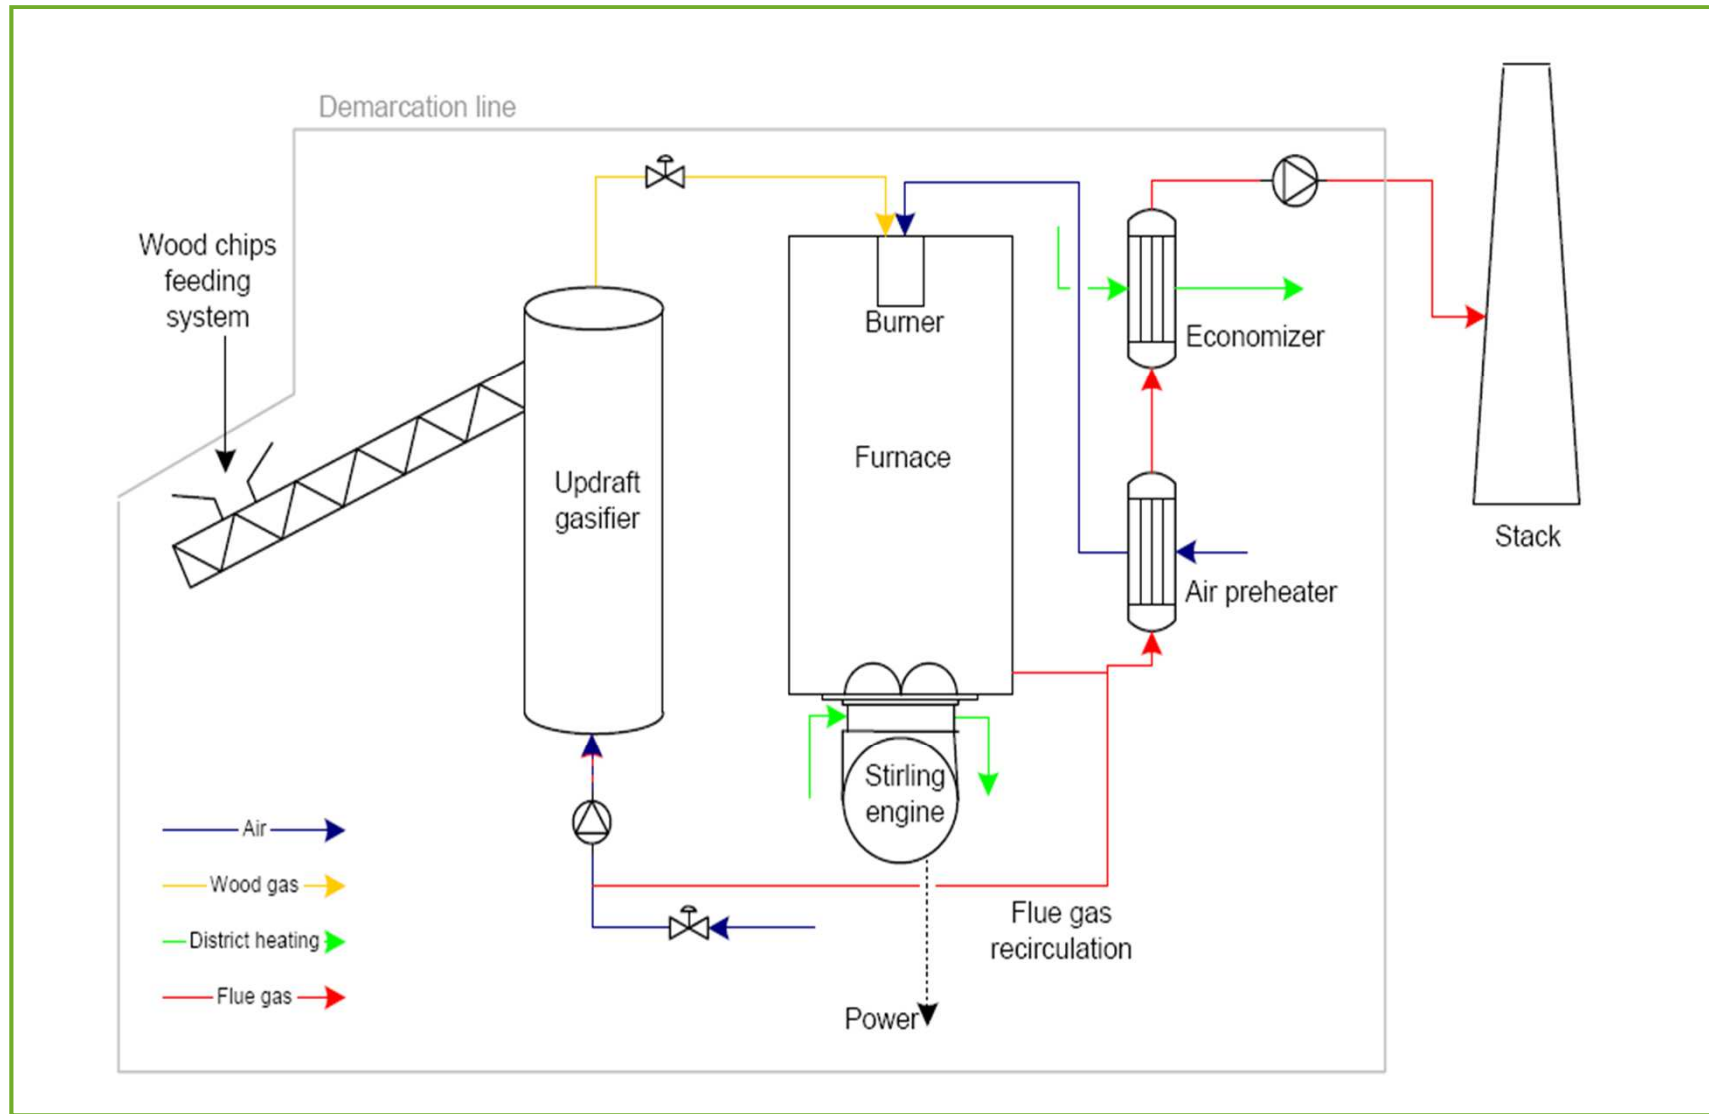 Demarcation line
Wood chips
feeding
system
Burner
Economizer
Furnace
Updraft
gasifier
Stack
Air preheater
Stirling
engine
Air
Wood gas
District heating
Flue gas
Flue gas
recirculation
Power